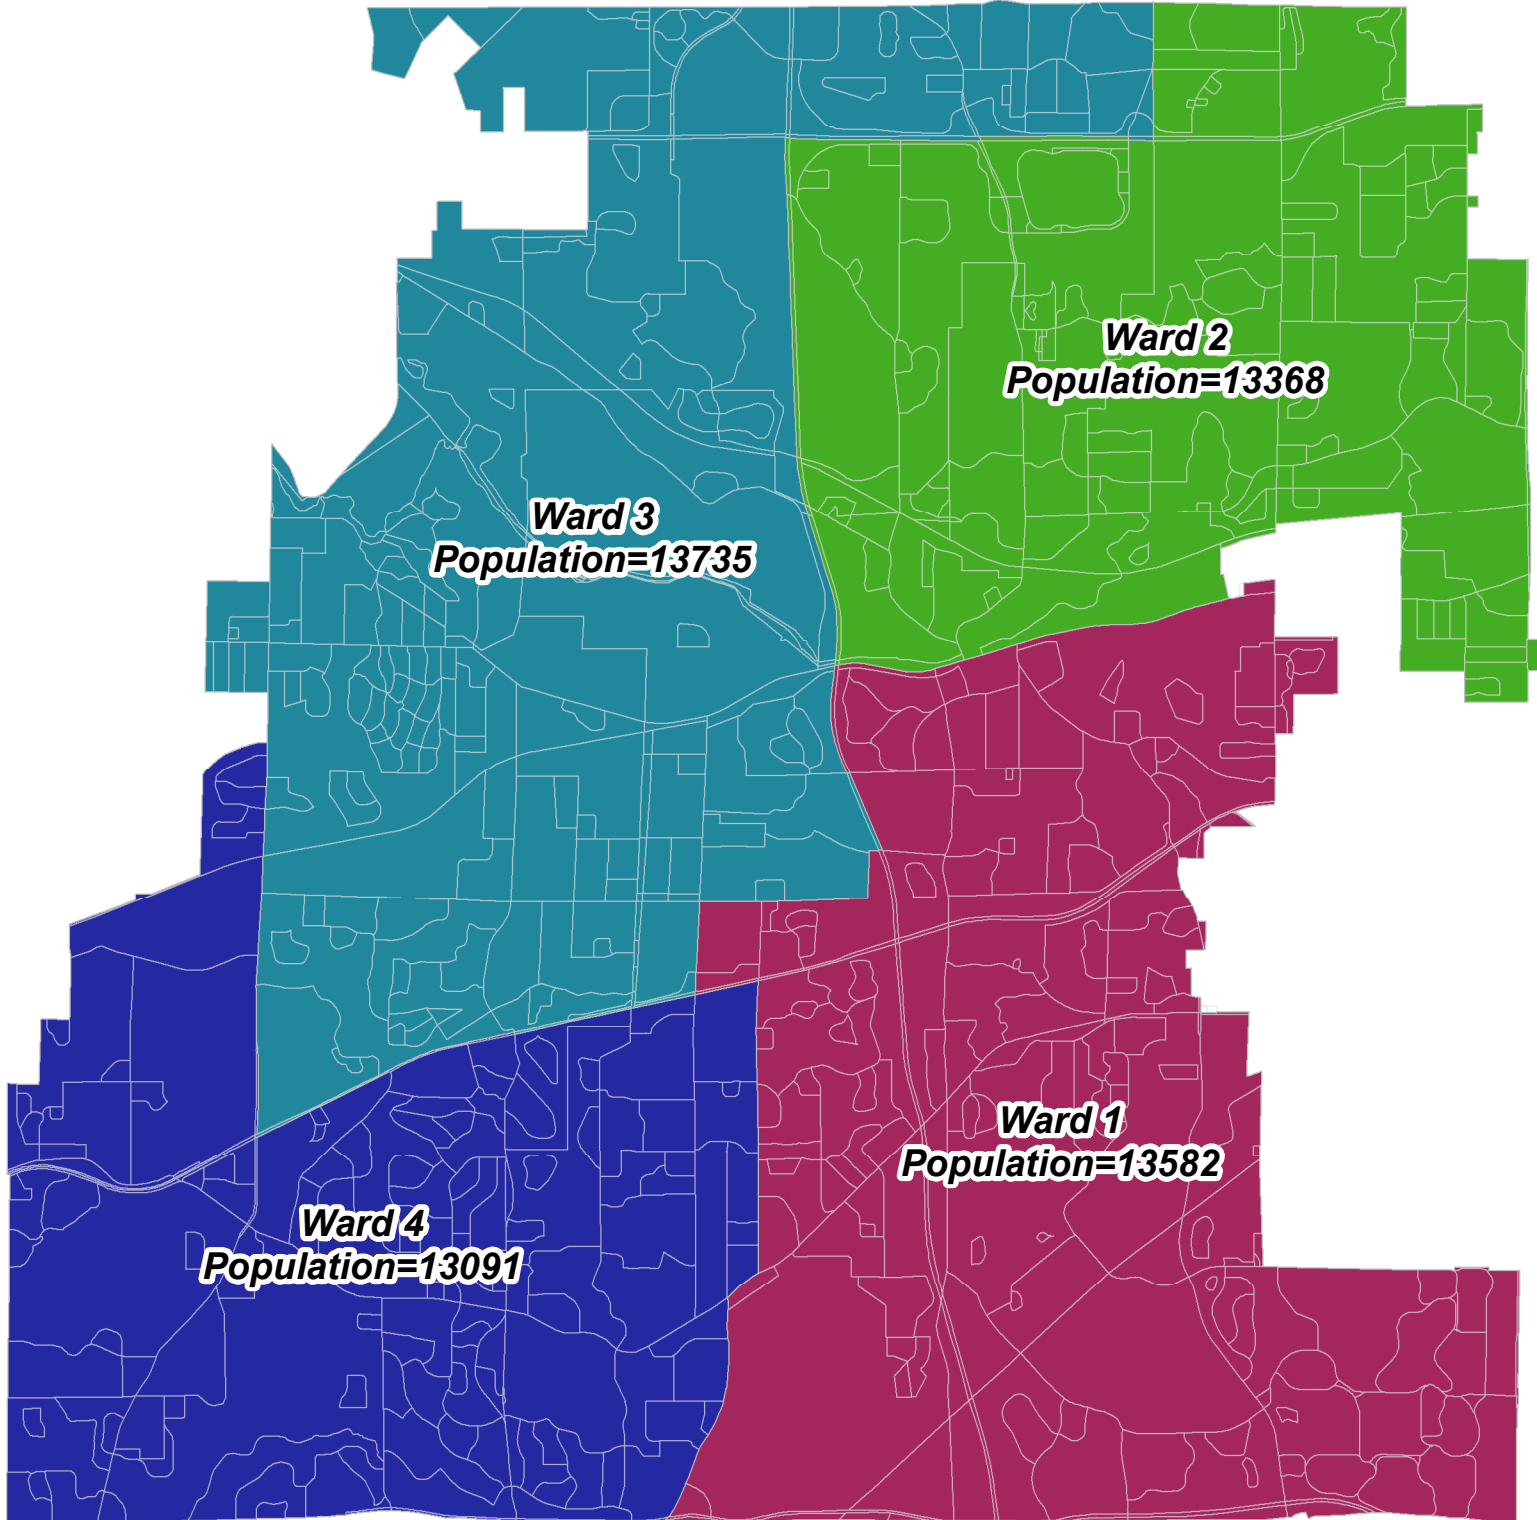 Ward 2
Population=13368
Ward 3
Population=13735
Ward 1
Population=13582
Ward 4
Population=13091